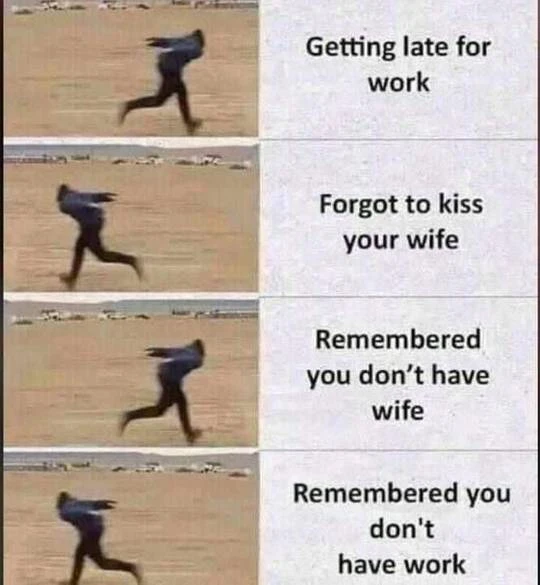 Getting late for
work
Forgot to kiss
your wife
Remembered
you don't have
wife
Remembered you
don't
have work